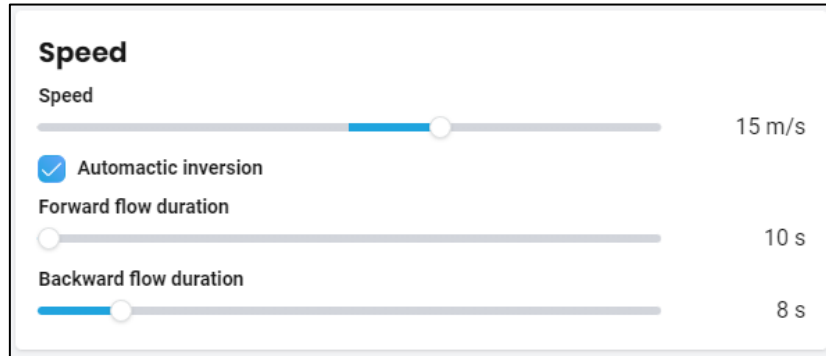 Speed
Speed
15 m/s
Automactic inversion
Forward flow duration
10 s
Backward flow duration
8 s